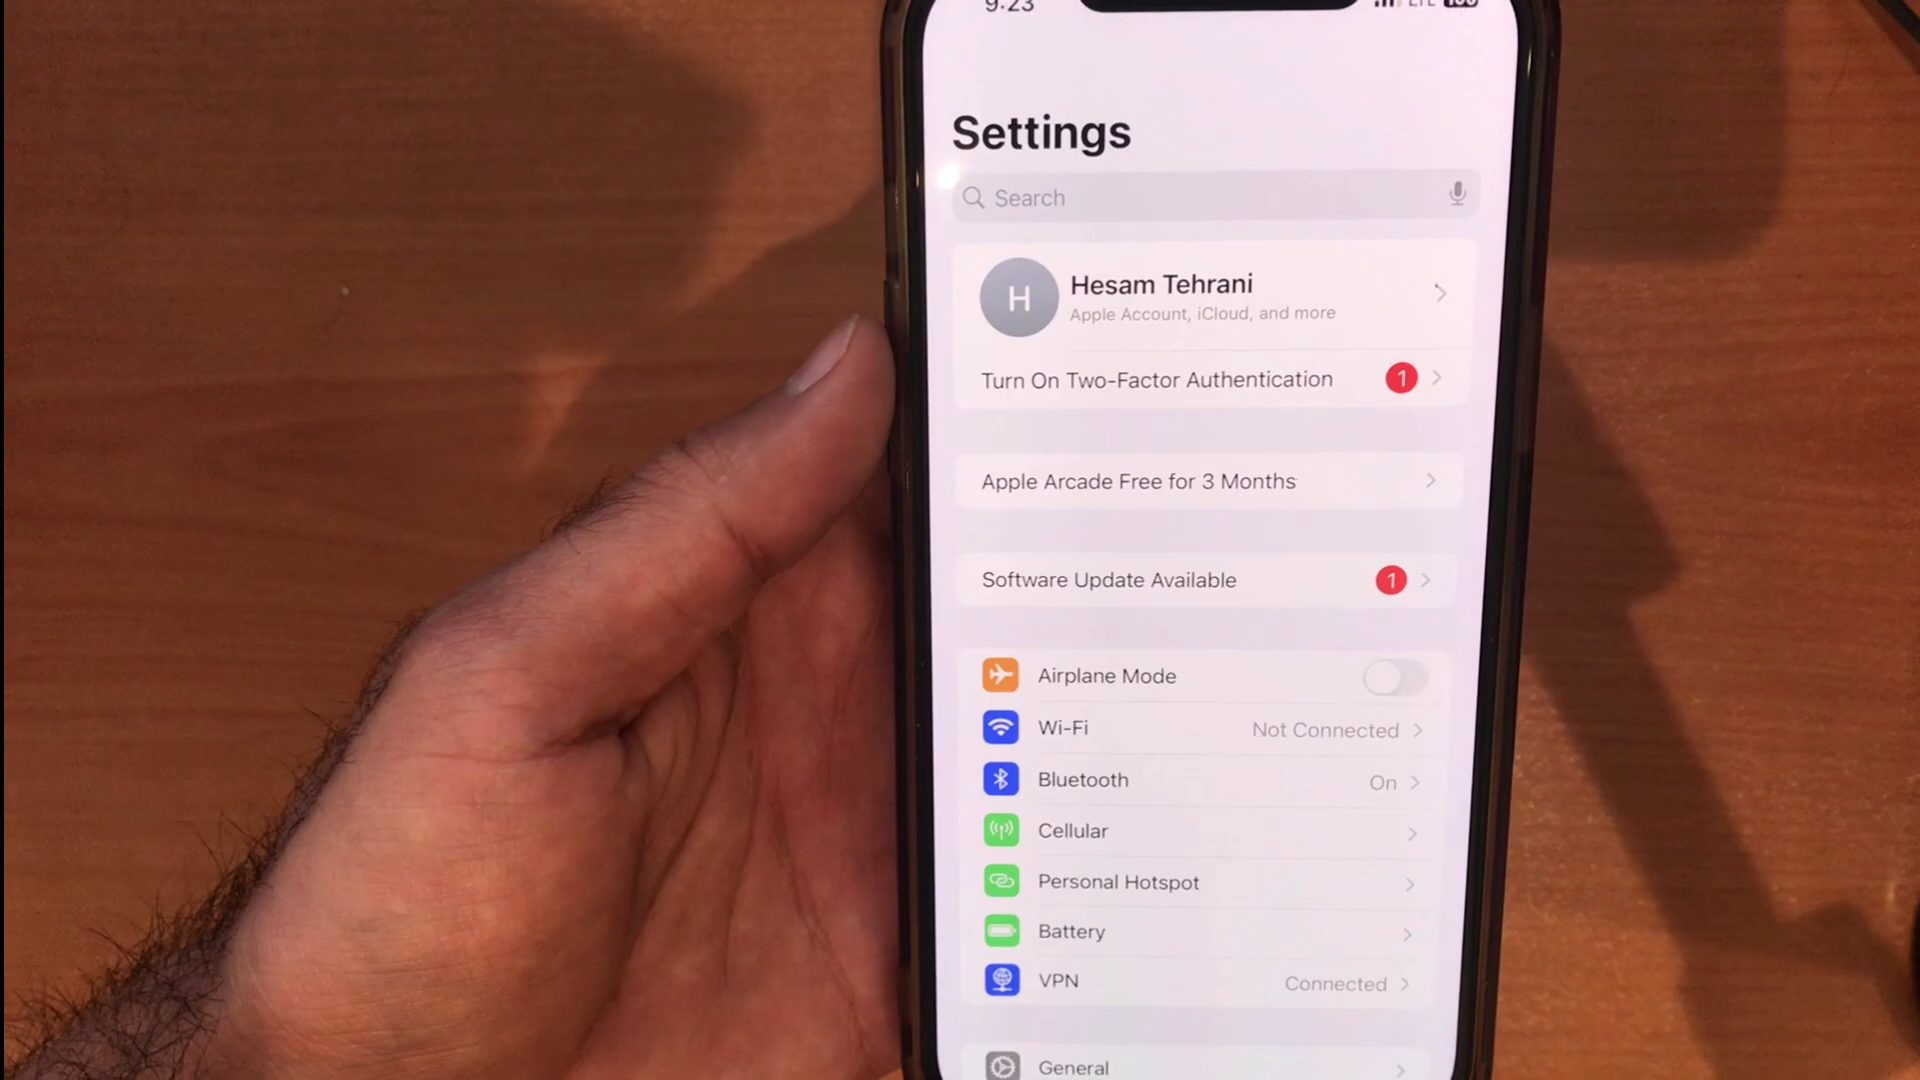 9:23
LTE 100
Settings
Search
H
Hesam Tehrani
Apple Account, iCloud, and more
Turn On Two-Factor Authentication 1
Apple Arcade Free for 3 Months
Software Update Available 1
Airplane Mode
Wi-Fi Not Connected
Bluetooth On
Cellular
Personal Hotspot
Battery
VPN Connected
General